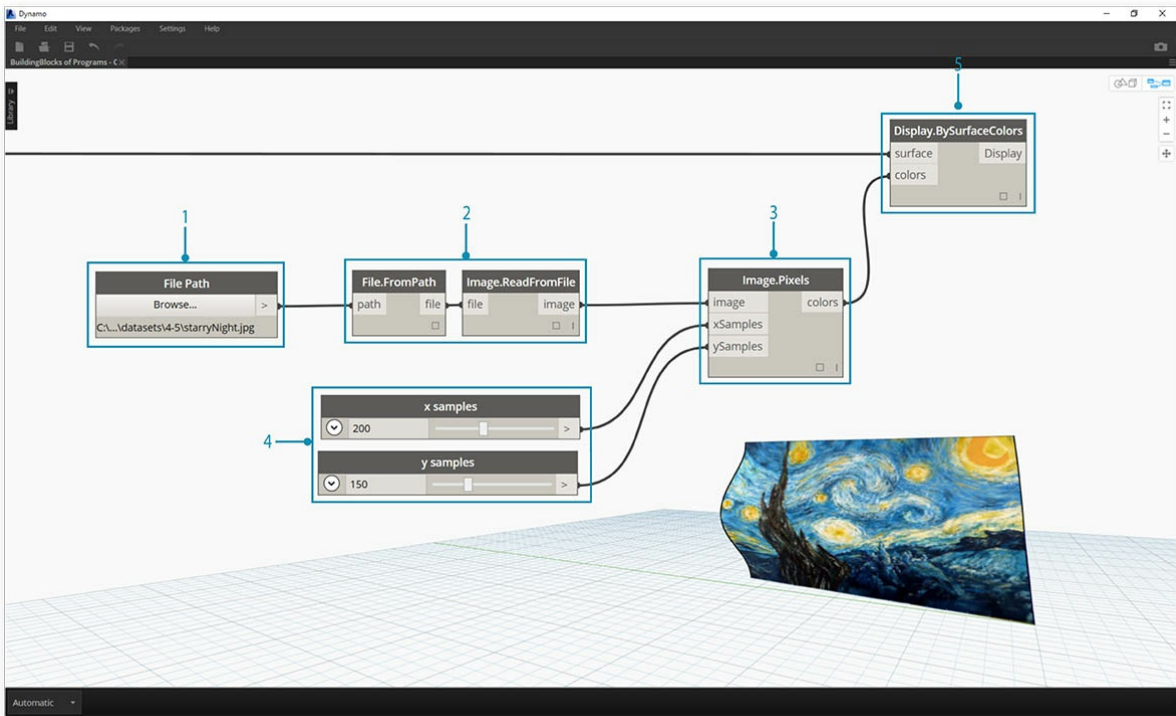 Dynamo
File Edit View Packages Settings Help
BuildingBlocks of Programs - C
Library
5
Display.BySurfaceColors
surface Display
colors
1
2
3
File Path
Browse... >
C:\...\datasets\4-5\starryNight.jpg
File.FromPath
path file
Image.ReadFromFile
file image
Image.Pixels
image colors
xSamples
ySamples
4
x samples
200 >
y samples
150 >
Automatic